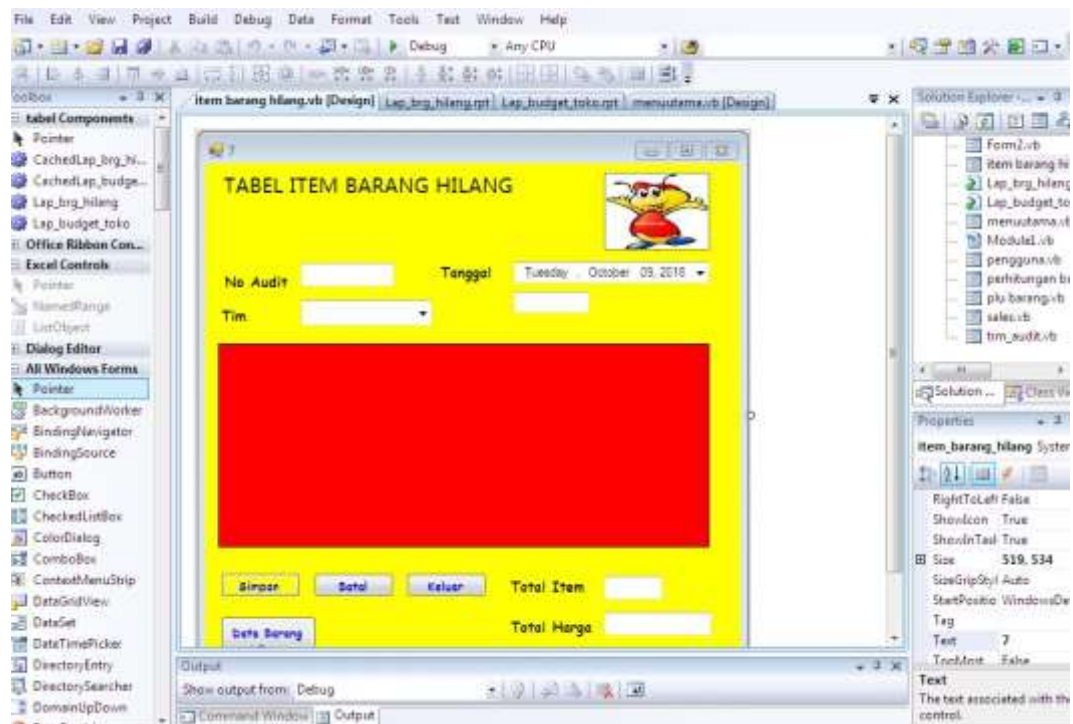 File Edit View Project Build Debug Data Format Tools Test Window Help
Debug Any CPU
item barang hilang.vb [Design] Lap_brg_hilang.rpt Lap_budget_toko.rpt menuutama.vb [Design]
Solution Explorer
tabel Components
Pointer
CachedLap_brg_hi...
CachedLap_budge...
Lap_brg_hilang
Lap_budget_toko
Office Ribbon Con...
Excel Controls
Pointer
NamedRange
ListObject
Dialog Editor
All Windows Forms
Pointer
BackgroundWorker
BindingNavigator
BindingSource
Button
CheckBox
CheckedListBox
ColorDialog
ComboBox
ContextMenuStrip
DataGridView
DataSet
DateTimePicker
DirectoryEntry
DirectorySearcher
DomainUpDown
7
TABEL ITEM BARANG HILANG
No Audit
Tanggal
Tuesday , October 09, 2018
Tim
Simpan Batal Keluar
Total Item
Data Barang
Total Harga
Output
Show output from: Debug
Command Window Output
Form2.vb
item barang hi
Lap_brg_hilang
Lap_budget_to
menuutama.vb
Module1.vb
pengguna.vb
perhitungan ba
plu barang.vb
sales.vb
tim_audit.vb
Solution ... Class Vi
Properties
item_barang_hilang System
RightToLeft False
ShowIcon True
ShowInTas True
Size 519, 534
SizeGripStyl Auto
StartPositio WindowsDe
Tag
Text 7
TopMost False
Text
The text associated with the
control.